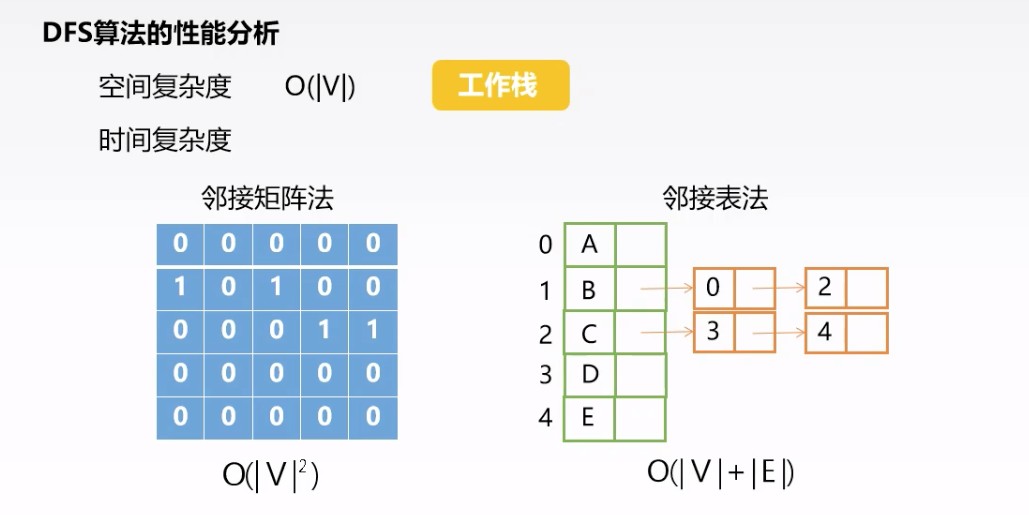 DFS算法的性能分析
空间复杂度 O(|V|) 工作栈
时间复杂度
邻接矩阵法 邻接表法
0 0 0 0 0
1 0 1 0 0
0 0 0 1 1
0 0 0 0 0
0 0 0 0 0
0 A
1 B 0 2
2 C 3 4
3 D
4 E
O(|V|²) O(|V|+|E|)